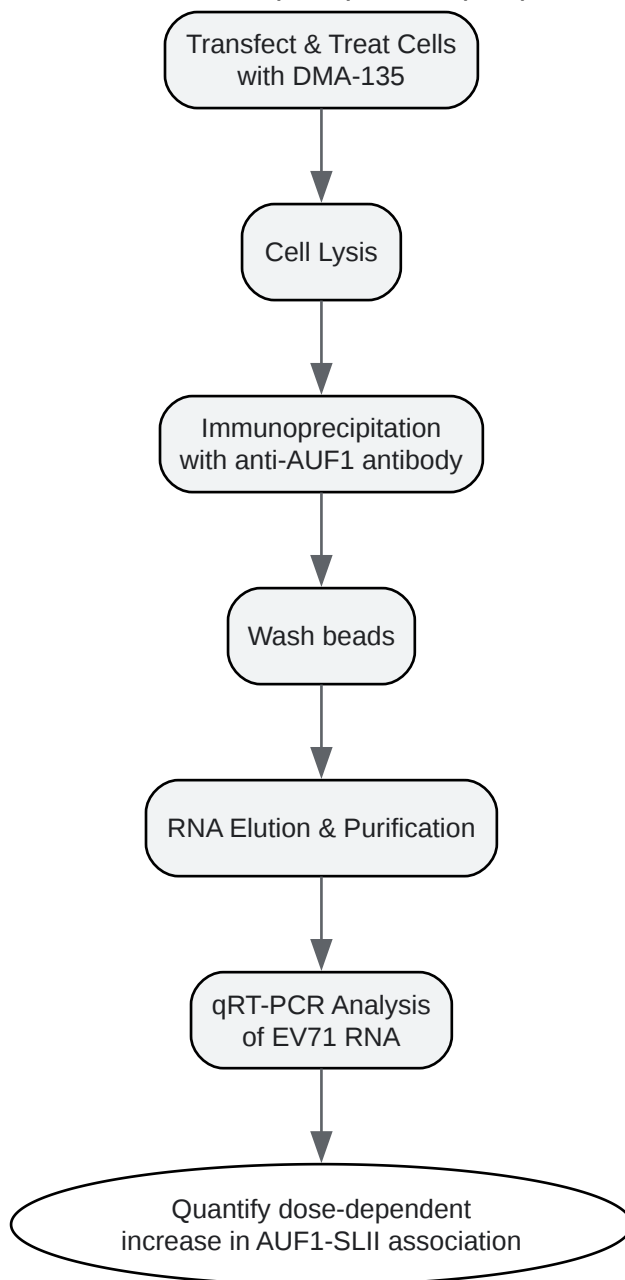 Transfect & Treat Cells
with DMA-135
Cell Lysis
Immunoprecipitation
with anti-AUF1 antibody
Wash beads
RNA Elution & Purification
qRT-PCR Analysis
of EV71 RNA
Quantify dose-dependent
increase in AUF1-SLII association